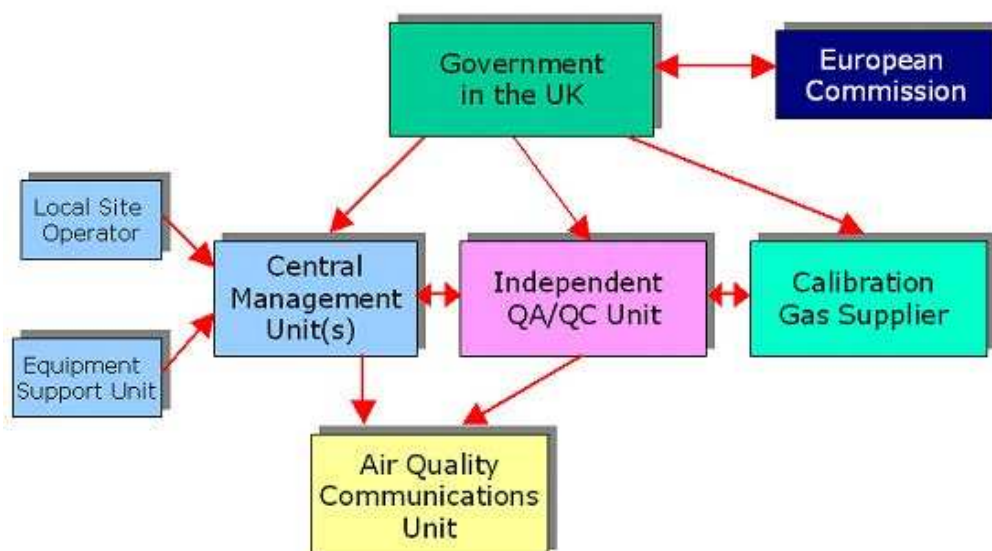 Government
in the UK
European
Commission
Local Site
Operator
Central
Management
Unit(s)
Independent
QA/QC Unit
Calibration
Gas Supplier
Equipment
Support Unit
Air Quality
Communications
Unit